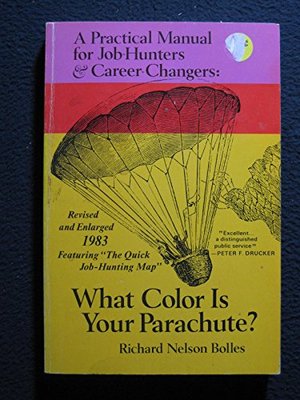 A Practical Manual
for Job-Hunters
& Career-Changers:
Revised
and Enlarged
1983
Featuring "The Quick
Job-Hunting Map"
"Excellent...
a distinguished
public service"
—PETER F. DRUCKER
What Color Is
Your Parachute?
Richard Nelson Bolles